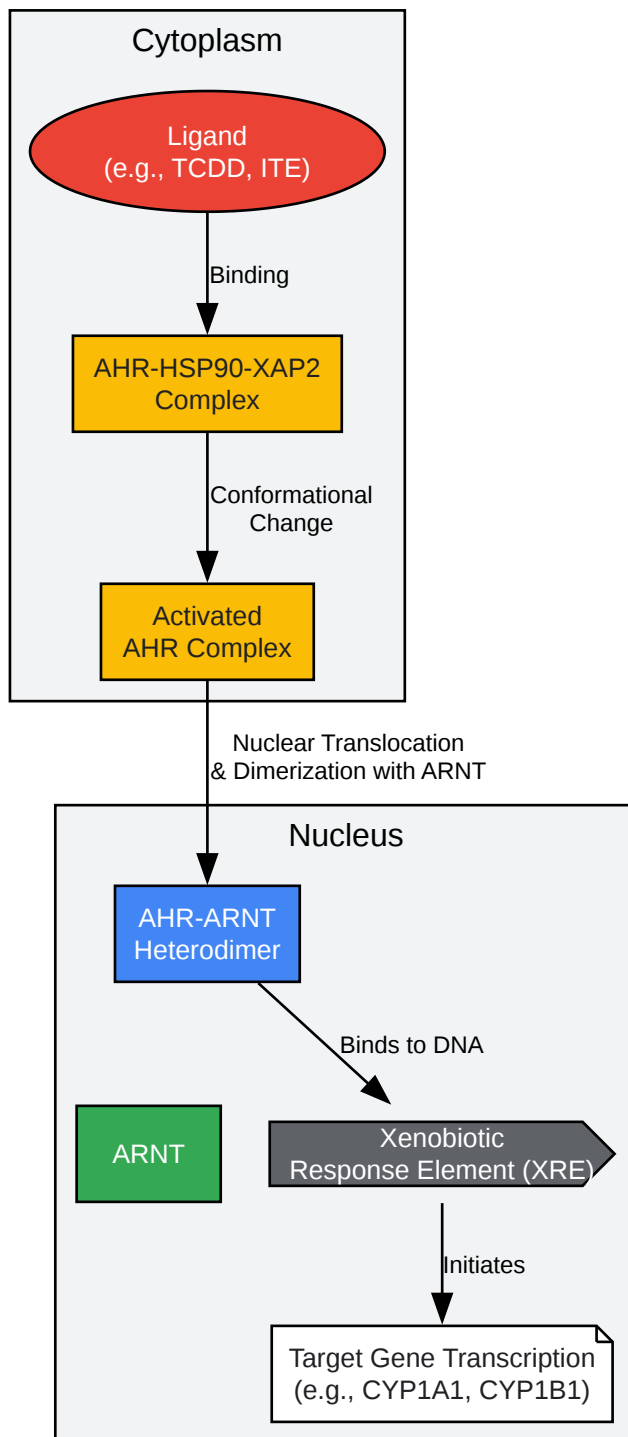 Cytoplasm
Ligand
(e.g., TCDD, ITE)
Binding
AHR-HSP90-XAP2
Complex
Conformational
Change
Activated
AHR Complex
Nuclear Translocation
& Dimerization with ARNT
Nucleus
AHR-ARNT
Heterodimer
Binds to DNA
ARNT
Xenobiotic
Response Element (XRE)
Initiates
Target Gene Transcription
(e.g., CYP1A1, CYP1B1)